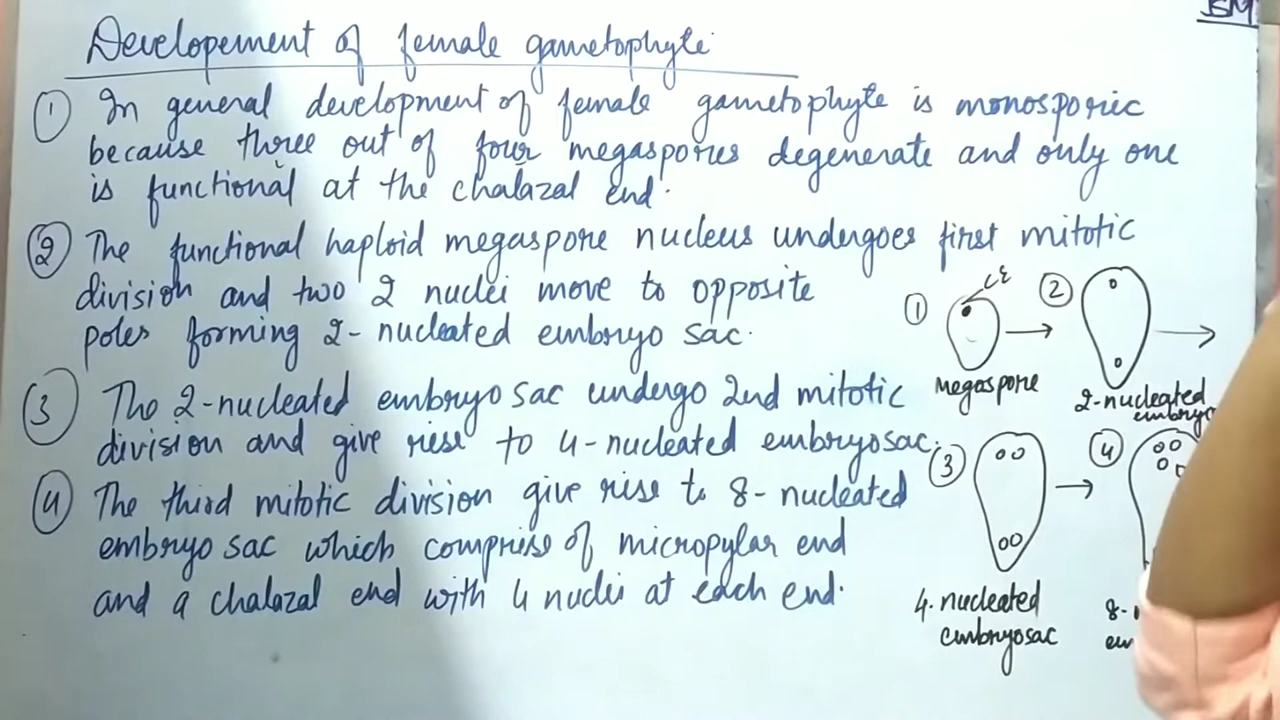 SM
Developement of female gametophyte
① In general development of female gametophyte is monosporic
because three out of four megaspores degenerate and only one
is functional at the chalazal end.
② The functional haploid megaspore nucleus undergoes first mitotic
division and two 2 nuclei move to opposite
poles forming 2-nucleated embryo sac.
③ The 2-nucleated embryo sac undergo 2nd mitotic
division and give rise to 4-nucleated embryosac.
④ The third mitotic division give rise to 8-nucleated
embryo sac which comprise of micropylar end
and a chalazal end with 4 nuclei at each end.
①
②
megaspore
2-nucleated
embryo
③
④
4. nucleated
embryosac
8-
em